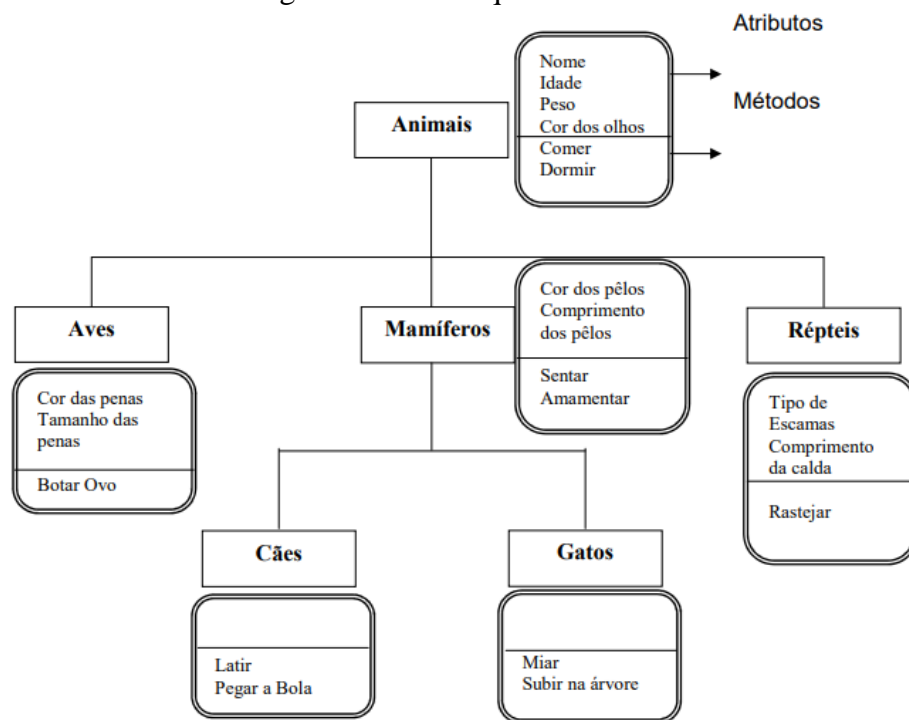 Atributos
Nome
Idade
Peso
Cor dos olhos
Métodos
Animais
Comer
Dormir
Aves
Cor das penas
Tamanho das
penas
Botar Ovo
Mamíferos
Cor dos pêlos
Comprimento
dos pêlos
Sentar
Amamentar
Répteis
Tipo de
Escamas
Comprimento
da calda
Rastejar
Cães
Latir
Pegar a Bola
Gatos
Miar
Subir na árvore